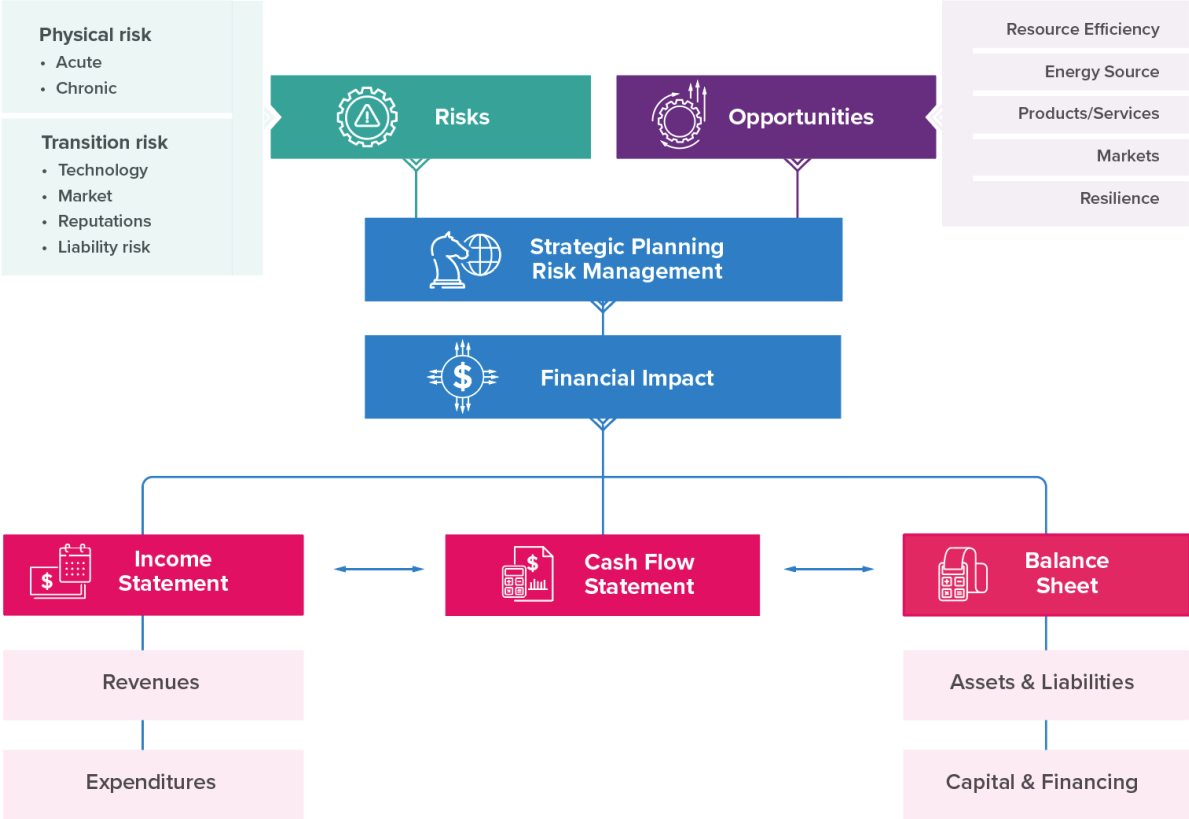 Physical risk
• Acute
• Chronic
Transition risk
• Technology
• Market
• Reputations
• Liability risk
Risks
Opportunities
Resource Efficiency
Energy Source
Products/Services
Markets
Resilience
Strategic Planning
Risk Management
$
Financial Impact
$
Income
Statement
$
Cash Flow
Statement
Balance
Sheet
Revenues
Expenditures
Assets & Liabilities
Capital & Financing